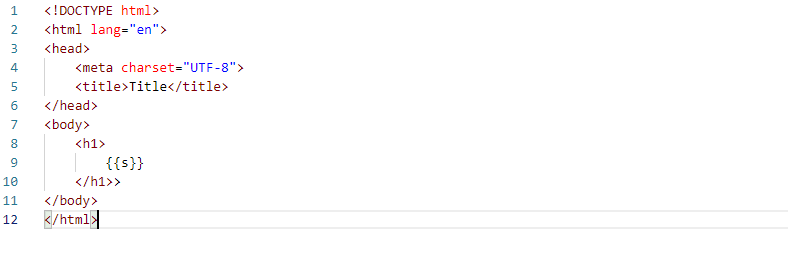 1 <!DOCTYPE html>
2 <html lang="en">
3 <head>
4     <meta charset="UTF-8">
5     <title>Title</title>
6 </head>
7 <body>
8     <h1>
9         {{s}}
10     </h1>>
11 </body>
12 </html>